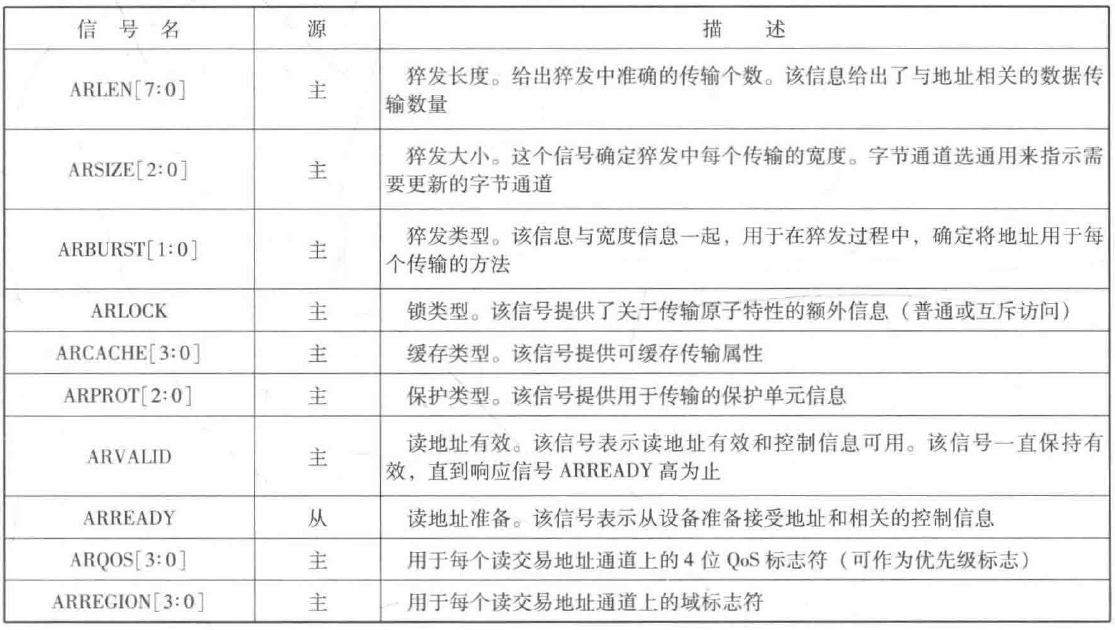 信 号 名 源 描 述
ARLEN[7:0] 主 猝发长度。给出猝发中准确的传输个数。该信息给出了与地址相关的数据传
输数量
ARSIZE[2:0] 主 猝发大小。这个信号确定猝发中每个传输的宽度。字节通道选通用来指示需
要更新的字节通道
ARBURST[1:0] 主 猝发类型。该信息与宽度信息一起，用于在猝发过程中，确定将地址用于每
个传输的方法
ARLOCK 主 锁类型。该信号提供了关于传输原子特性的额外信息（普通或互斥访问）
ARCACHE[3:0] 主 缓存类型。该信号提供可缓存传输属性
ARPROT[2:0] 主 保护类型。该信号提供用于传输的保护单元信息
ARVALID 主 读地址有效。该信号表示读地址有效和控制信息可用。该信号一直保持有
效，直到响应信号 ARREADY 高为止
ARREADY 从 读地址准备。该信号表示从设备准备接受地址和相关的控制信息
ARQOS[3:0] 主 用于每个读交易地址通道上的 4 位 QoS 标志符（可作为优先级标志）
ARREGION[3:0] 主 用于每个读交易地址通道上的域标志符